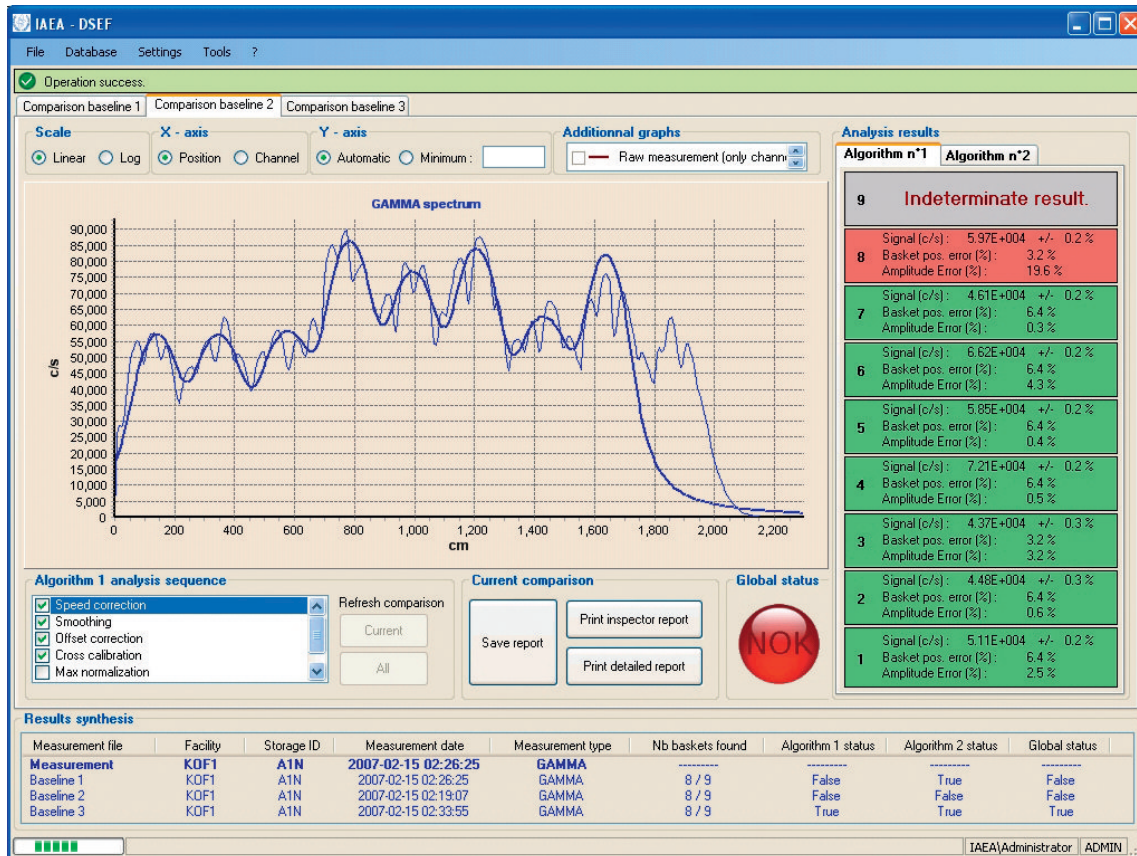 IAEA - DSEF
File Database Settings Tools ?
Operation success.
Comparison baseline 1 Comparison baseline 2 Comparison baseline 3
Scale
Linear Log
X - axis
Position Channel
Y - axis
Automatic Minimum :
Additionnal graphs
Raw measurement (only chann
GAMMA spectrum
c/s
90,000
85,000
80,000
75,000
70,000
65,000
60,000
55,000
50,000
45,000
40,000
35,000
30,000
25,000
20,000
15,000
10,000
5,000
0
0 200 400 600 800 1,000 1,200 1,400 1,600 1,800 2,000 2,200
cm
Analysis results
Algorithm n°1 Algorithm n°2
9 Indeterminate result.
8
Signal (c/s) : 5.97E+004 +/- 0.2 %
Basket pos. error (%) : 3.2 %
Amplitude Error (%) : 19.6 %
7
Signal (c/s) : 4.61E+004 +/- 0.2 %
Basket pos. error (%) : 6.4 %
Amplitude Error (%) : 0.3 %
6
Signal (c/s) : 6.62E+004 +/- 0.2 %
Basket pos. error (%) : 6.4 %
Amplitude Error (%) : 4.3 %
5
Signal (c/s) : 5.85E+004 +/- 0.2 %
Basket pos. error (%) : 6.4 %
Amplitude Error (%) : 0.4 %
4
Signal (c/s) : 7.21E+004 +/- 0.2 %
Basket pos. error (%) : 6.4 %
Amplitude Error (%) : 0.5 %
3
Signal (c/s) : 4.37E+004 +/- 0.3 %
Basket pos. error (%) : 3.2 %
Amplitude Error (%) : 3.2 %
2
Signal (c/s) : 4.48E+004 +/- 0.3 %
Basket pos. error (%) : 6.4 %
Amplitude Error (%) : 0.6 %
1
Signal (c/s) : 5.11E+004 +/- 0.2 %
Basket pos. error (%) : 6.4 %
Amplitude Error (%) : 2.5 %
Algorithm 1 analysis sequence
Speed correction
Smoothing
Offset correction
Cross calibration
Max normalization
Refresh comparison
Current
All
Current comparison
Save report
Print inspector report
Print detailed report
Global status
NOK
Results synthesis
Measurement file Facility Storage ID Measurement date Measurement type Nb baskets found Algorithm 1 status Algorithm 2 status Global status
Measurement KOF1 A1N 2007-02-15 02:26:25 GAMMA --------- --------- --------- ---------
Baseline 1 KOF1 A1N 2007-02-15 02:26:25 GAMMA 8 / 9 False True False
Baseline 2 KOF1 A1N 2007-02-15 02:19:07 GAMMA 8 / 9 False False False
Baseline 3 KOF1 A1N 2007-02-15 02:33:55 GAMMA 8 / 9 True True True
IAEA\Administrator ADMIN